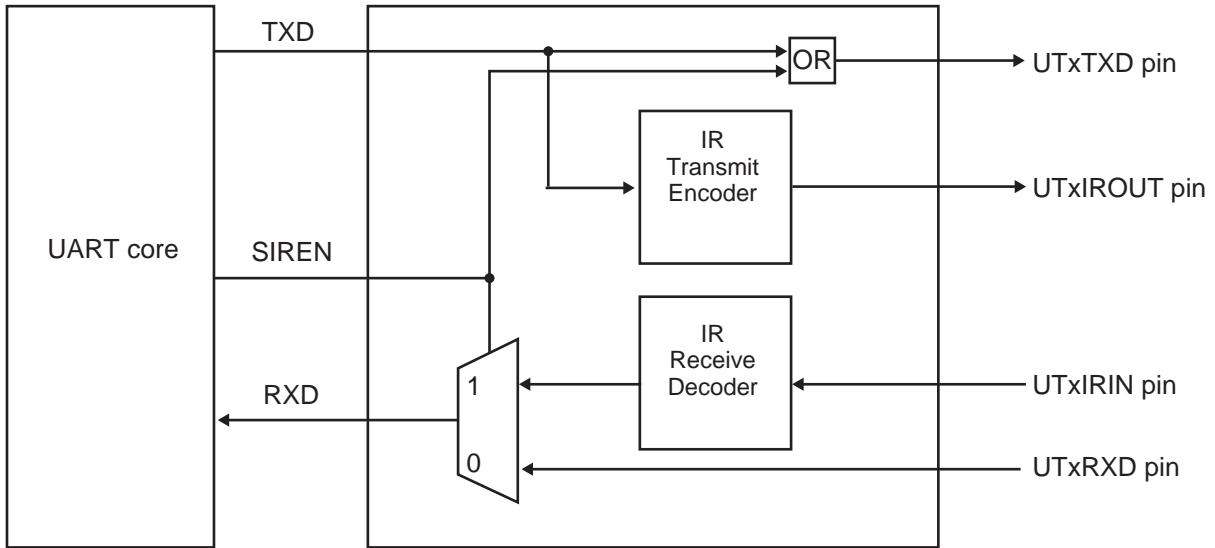 TXD
OR
UTxTXD pin
IR
Transmit
Encoder
UTxIROUT pin
UART core
SIREN
IR
Receive
Decoder
1
UTxIRIN pin
RXD
0
UTxRXD pin